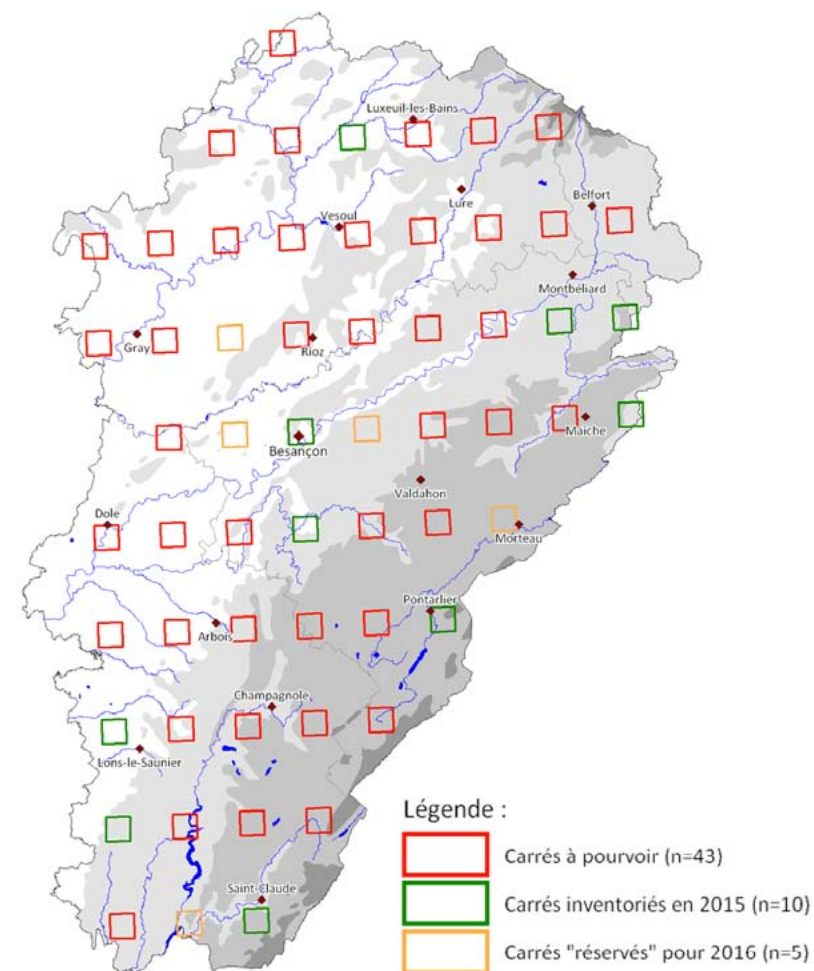 Luxeuil-les-Bains
Lure
Belfort
Vesoul
Montbéliard
Gray
Rioz
Besançon
Maîche
Valdahon
Dole
Morteau
Pontarlier
Arbois
Champagnole
Lons-le-Saunier
Saint-Claude
Légende :
Carrés à pourvoir (n=43)
Carrés inventoriés en 2015 (n=10)
Carrés "réservés" pour 2016 (n=5)